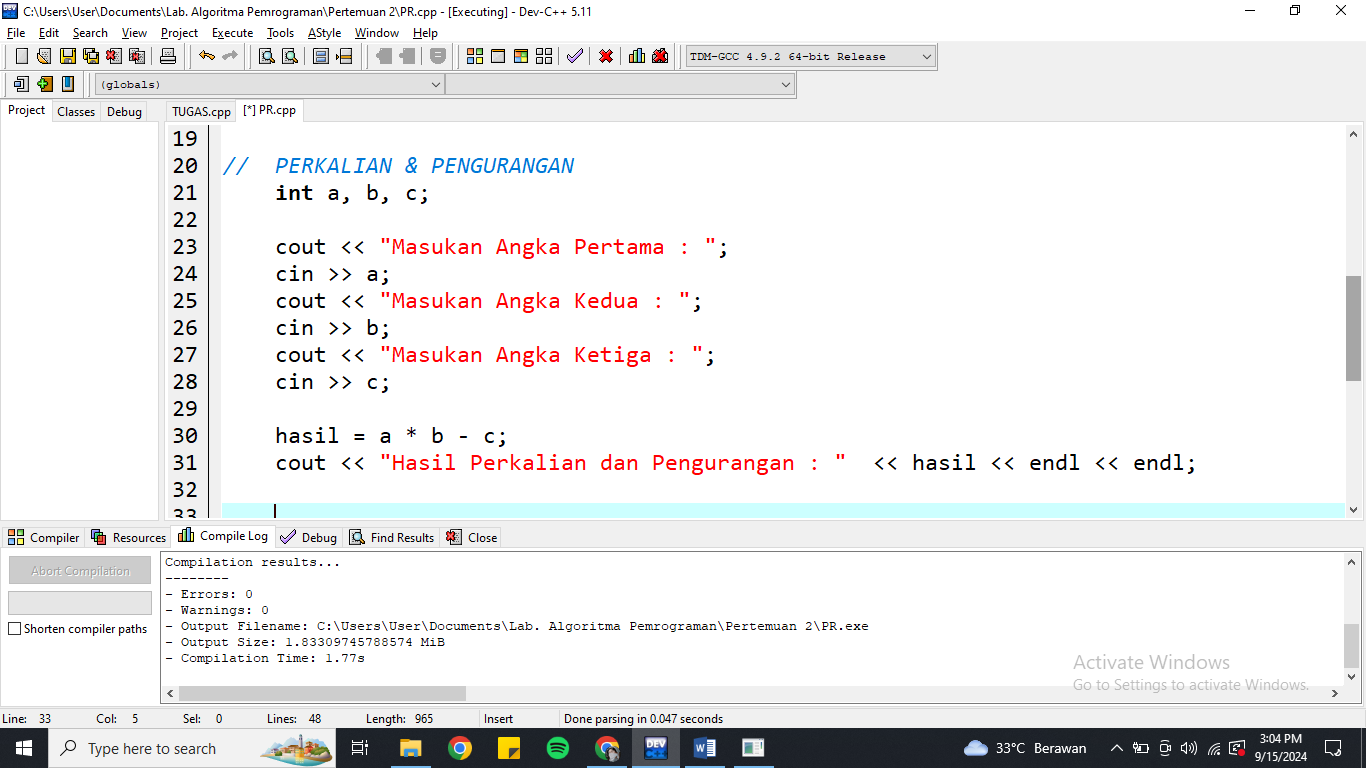 C:\Users\User\Documents\Lab. Algoritma Pemrograman\Pertemuan 2\PR.cpp - [Executing] - Dev-C++ 5.11
File Edit Search View Project Execute Tools AStyle Window Help
TDM-GCC 4.9.2 64-bit Release
(globals)
Project Classes Debug TUGAS.cpp [*] PR.cpp
19
20 // PERKALIAN & PENGURANGAN
21 int a, b, c;
22
23 cout << "Masukan Angka Pertama : ";
24 cin >> a;
25 cout << "Masukan Angka Kedua : ";
26 cin >> b;
27 cout << "Masukan Angka Ketiga : ";
28 cin >> c;
29
30 hasil = a * b - c;
31 cout << "Hasil Perkalian dan Pengurangan : " << hasil << endl << endl;
32
33
Compiler Resources Compile Log Debug Find Results Close
Abort Compilation
Shorten compiler paths
Compilation results...
--------
- Errors: 0
- Warnings: 0
- Output Filename: C:\Users\User\Documents\Lab. Algoritma Pemrograman\Pertemuan 2\PR.exe
- Output Size: 1.83309745788574 MiB
- Compilation Time: 1.77s
Activate Windows
Go to Settings to activate Windows.
Line: 33 Col: 5 Sel: 0 Lines: 48 Length: 965 Insert Done parsing in 0.047 seconds
Type here to search
DEV
33°C Berawan
3:04 PM
9/15/2024